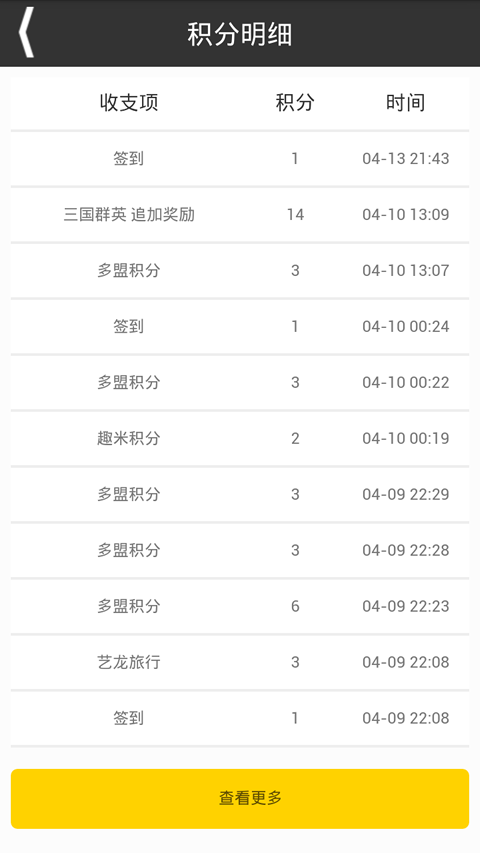 积分明细
收支项 积分 时间
签到 1 04-13 21:43
三国群英 追加奖励 14 04-10 13:09
多盟积分 3 04-10 13:07
签到 1 04-10 00:24
多盟积分 3 04-10 00:22
趣米积分 2 04-10 00:19
多盟积分 3 04-09 22:29
多盟积分 3 04-09 22:28
多盟积分 6 04-09 22:23
艺龙旅行 3 04-09 22:08
签到 1 04-09 22:08
查看更多